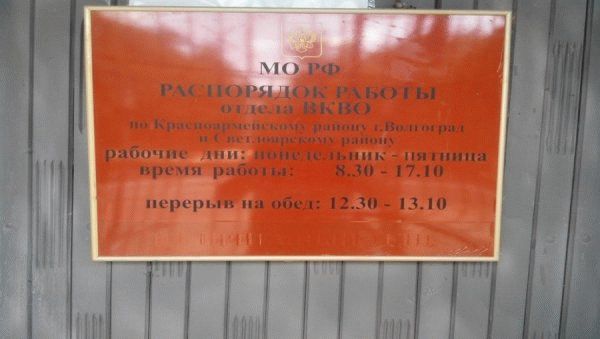 МО РФ
РАСПОРЯДОК РАБОТЫ
отдела ВКВО
по Красноармейскому району г.Волгоград
и Светлоярскому району
рабочие дни: понедельник - пятница
время работы: 8.30 - 17.10
перерыв на обед: 12.30 - 13.10